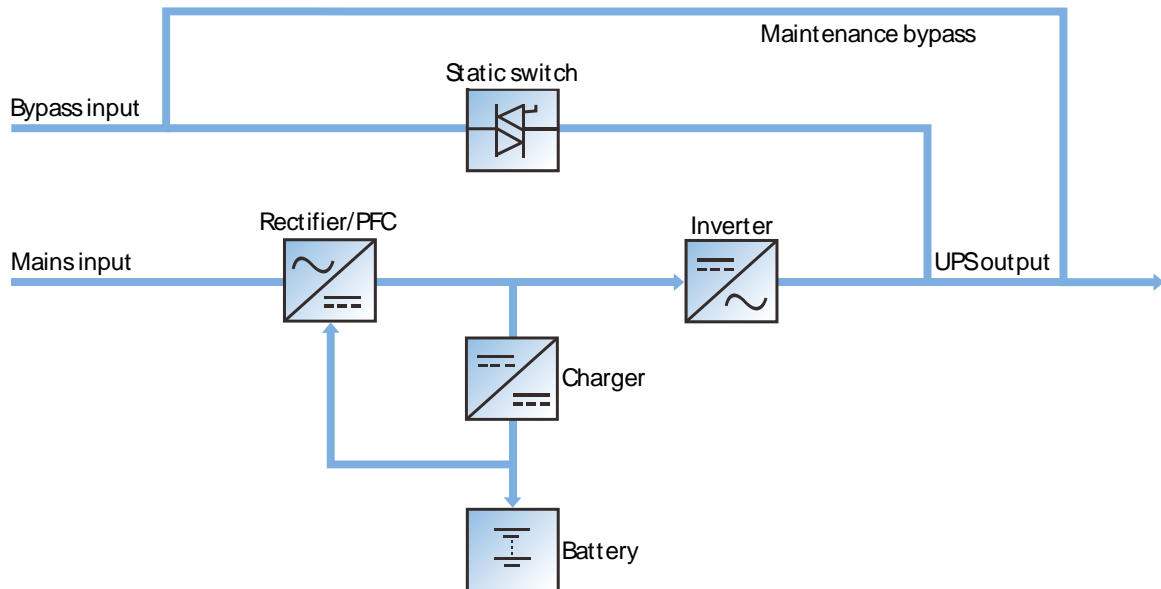 Maintenance bypass
Static switch
Bypass input
Rectifier/PFC
Inverter
Mains input
UPS output
Charger
Battery